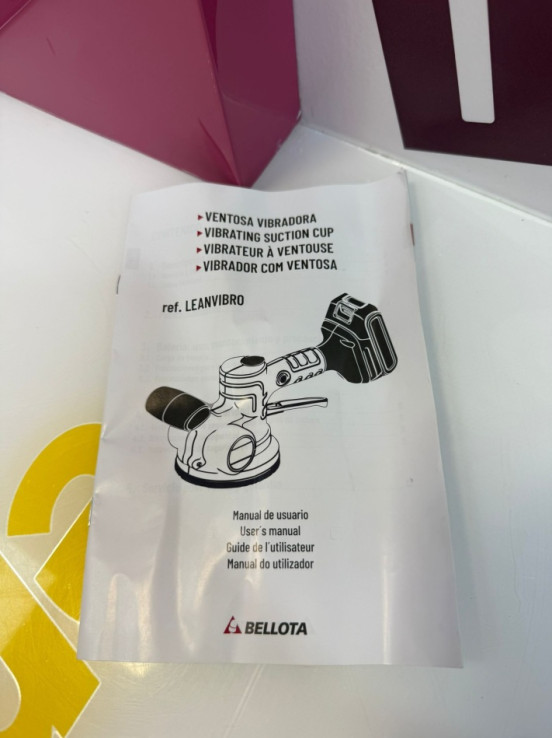 ▸VENTOSA VIBRADORA
▸VIBRATING SUCTION CUP
▸VIBRATEUR À VENTOUSE
▸VIBRADOR COM VENTOSA
ref. LEANVIBRO
Manual de usuario
User's manual
Guide de l'utilisateur
Manual do utilizador
BELLOTA